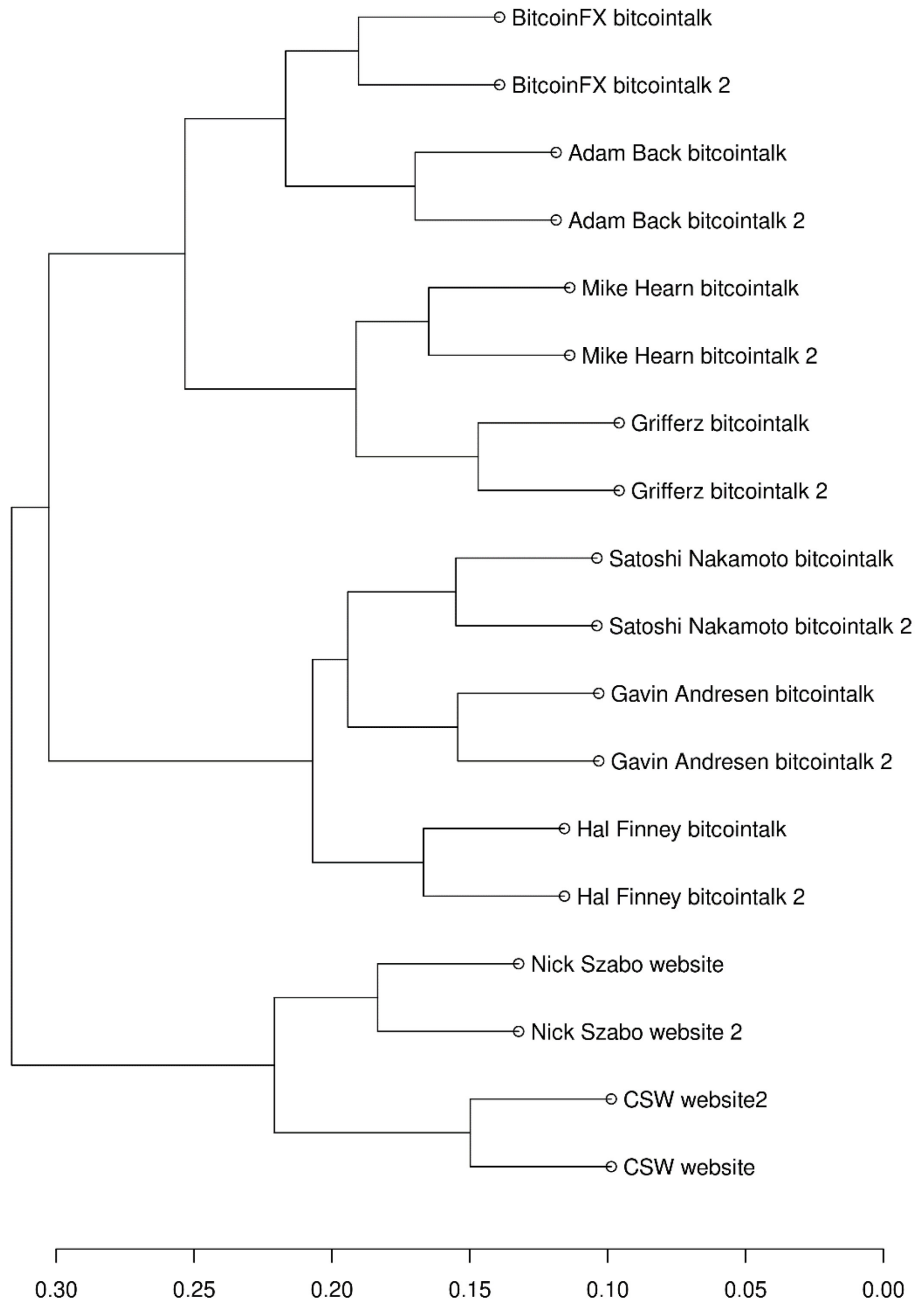 BitcoinFX bitcointalk
BitcoinFX bitcointalk 2
Adam Back bitcointalk
Adam Back bitcointalk 2
Mike Hearn bitcointalk
Mike Hearn bitcointalk 2
Grifferz bitcointalk
Grifferz bitcointalk 2
Satoshi Nakamoto bitcointalk
Satoshi Nakamoto bitcointalk 2
Gavin Andresen bitcointalk
Gavin Andresen bitcointalk 2
Hal Finney bitcointalk
Hal Finney bitcointalk 2
Nick Szabo website
Nick Szabo website 2
CSW website2
CSW website
0.30 0.25 0.20 0.15 0.10 0.05 0.00